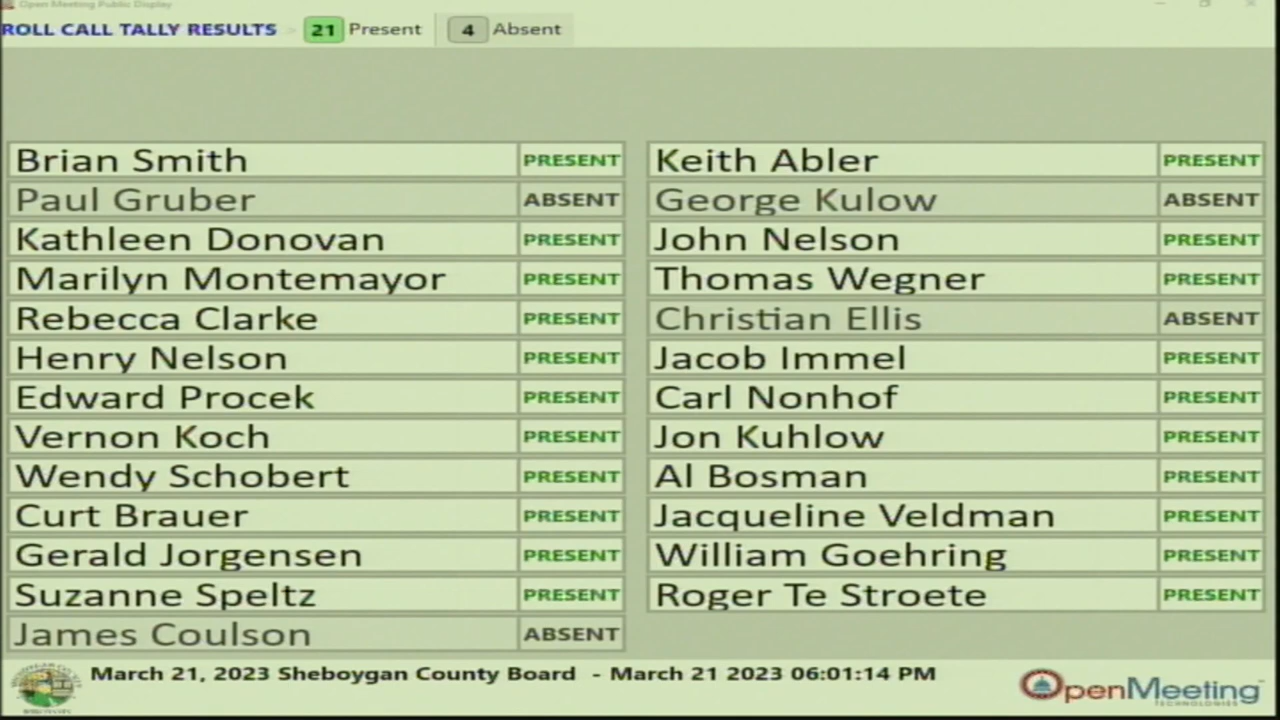 Open Meeting Public Display
ROLL CALL TALLY RESULTS 21 Present 4 Absent
Brian Smith PRESENT
Paul Gruber ABSENT
Kathleen Donovan PRESENT
Marilyn Montemayor PRESENT
Rebecca Clarke PRESENT
Henry Nelson PRESENT
Edward Procek PRESENT
Vernon Koch PRESENT
Wendy Schobert PRESENT
Curt Brauer PRESENT
Gerald Jorgensen PRESENT
Suzanne Speltz PRESENT
James Coulson ABSENT
Keith Abler PRESENT
George Kulow ABSENT
John Nelson PRESENT
Thomas Wegner PRESENT
Christian Ellis ABSENT
Jacob Immel PRESENT
Carl Nonhof PRESENT
Jon Kuhlow PRESENT
Al Bosman PRESENT
Jacqueline Veldman PRESENT
William Goehring PRESENT
Roger Te Stroete PRESENT
March 21, 2023 Sheboygan County Board - March 21 2023 06:01:14 PM
OpenMeeting
TECHNOLOGIES